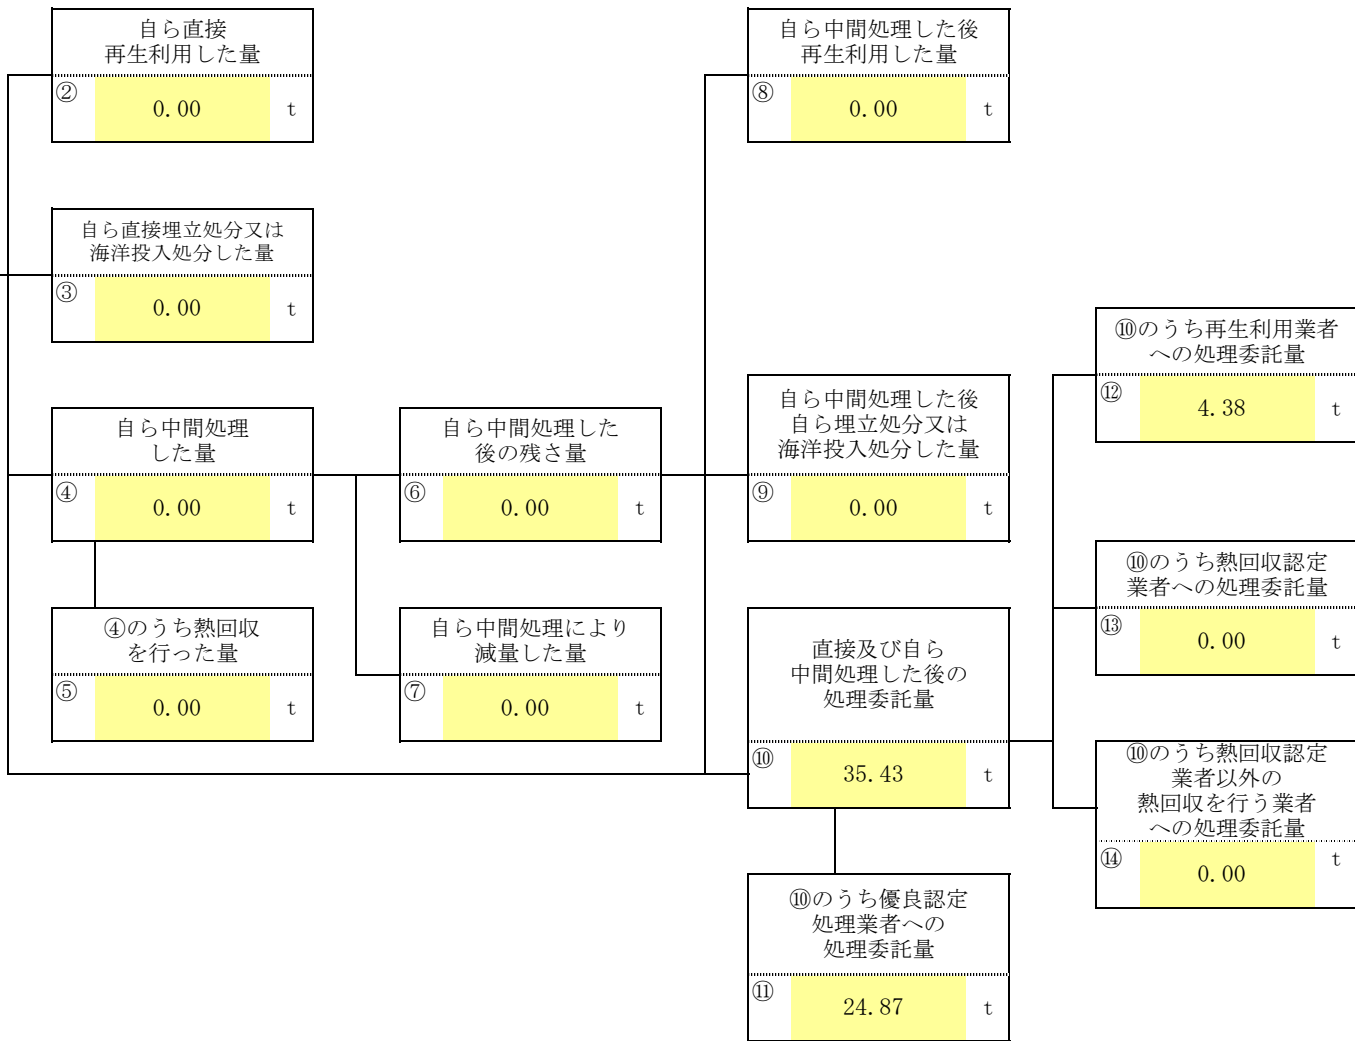 自ら直接
再生利用した量
②
0.00
t
自ら中間処理した後
再生利用した量
⑧
0.00
t
自ら直接埋立処分又は
海洋投入処分した量
③
0.00
t
⑩のうち再生利用業者
への処理委託量
⑫
4.38
t
自ら中間処理
した量
④
0.00
t
自ら中間処理した
後の残さ量
⑥
0.00
t
自ら中間処理した後
自ら埋立処分又は
海洋投入処分した量
⑨
0.00
t
⑩のうち熱回収認定
業者への処理委託量
⑬
0.00
t
④のうち熱回収
を行った量
⑤
0.00
t
自ら中間処理により
減量した量
⑦
0.00
t
直接及び自ら
中間処理した後の
処理委託量
⑩
35.43
t
⑩のうち熱回収認定
業者以外の
熱回収を行う業者
への処理委託量
⑭
0.00
t
⑩のうち優良認定
処理業者への
処理委託量
⑪
24.87
t